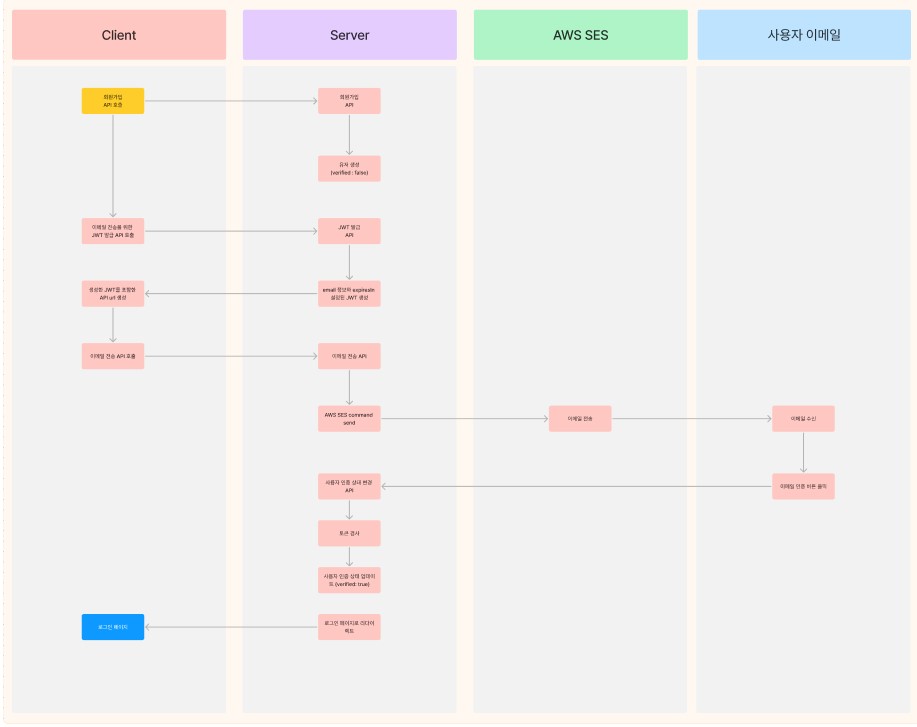 Client
Server
AWS SES
사용자 이메일
회원가입
API 호출
회원가입
API
유저 생성
(verified : false)
이메일 전송을 위한
JWT 발급 API 호출
JWT 발급
API
생성한 JWT를 포함한
API url 생성
email 정보와 expiresIn
설정된 JWT 생성
이메일 전송 API 호출
이메일 전송 API
AWS SES command
send
이메일 전송
이메일 수신
사용자 인증 상태 변경
API
이메일 인증 버튼 클릭
토큰 검사
사용자 인증 상태 업데이
트 (verified: true)
로그인 페이지
로그인 페이지로 리다이
렉트